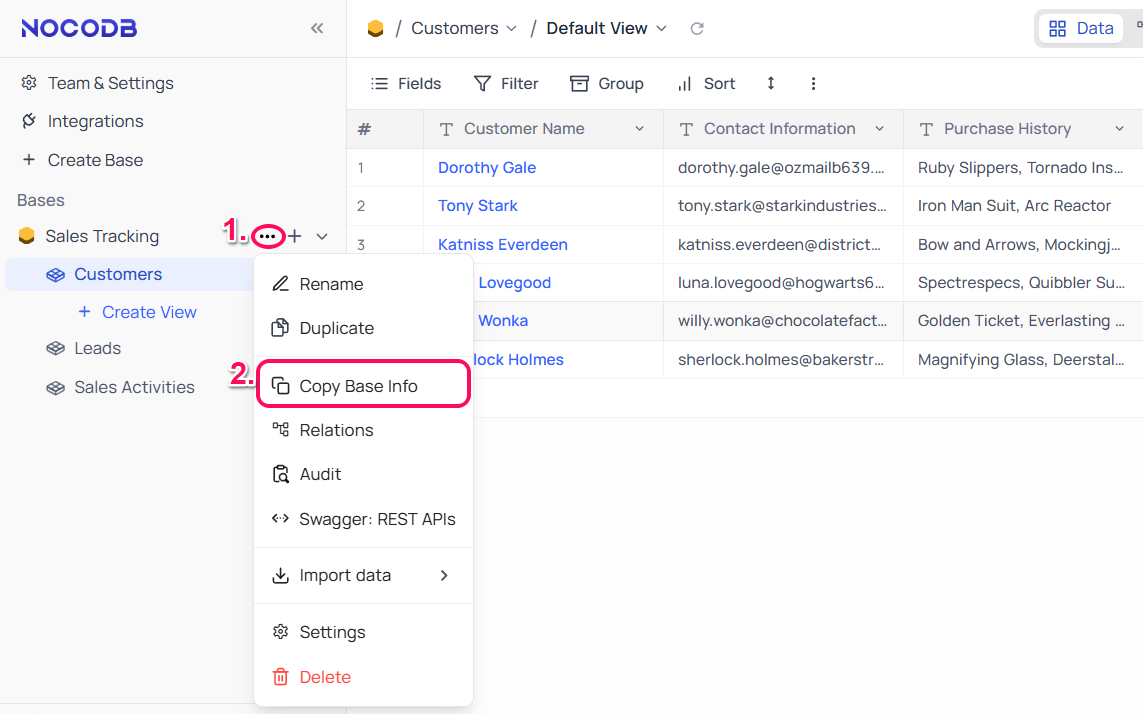 NOCODB
/ Customers / Default View
Data
Team & Settings
Integrations
Create Base
Bases
Sales Tracking
Customers
Create View
Leads
Sales Activities
1.
2.
Rename
Duplicate
Copy Base Info
Relations
Audit
Swagger: REST APIs
Import data
Settings
Delete
Fields Filter Group Sort
# Customer Name Contact Information Purchase History
1 Dorothy Gale dorothy.gale@ozmailb639.... Ruby Slippers, Tornado Ins...
2 Tony Stark tony.stark@starkindustries... Iron Man Suit, Arc Reactor
3 Katniss Everdeen katniss.everdeen@district... Bow and Arrows, Mockingj...
Lovegood luna.lovegood@hogwarts6... Spectrespecs, Quibbler Su...
Wonka willy.wonka@chocolatefact... Golden Ticket, Everlasting ...
lock Holmes sherlock.holmes@bakerstr... Magnifying Glass, Deerstal...